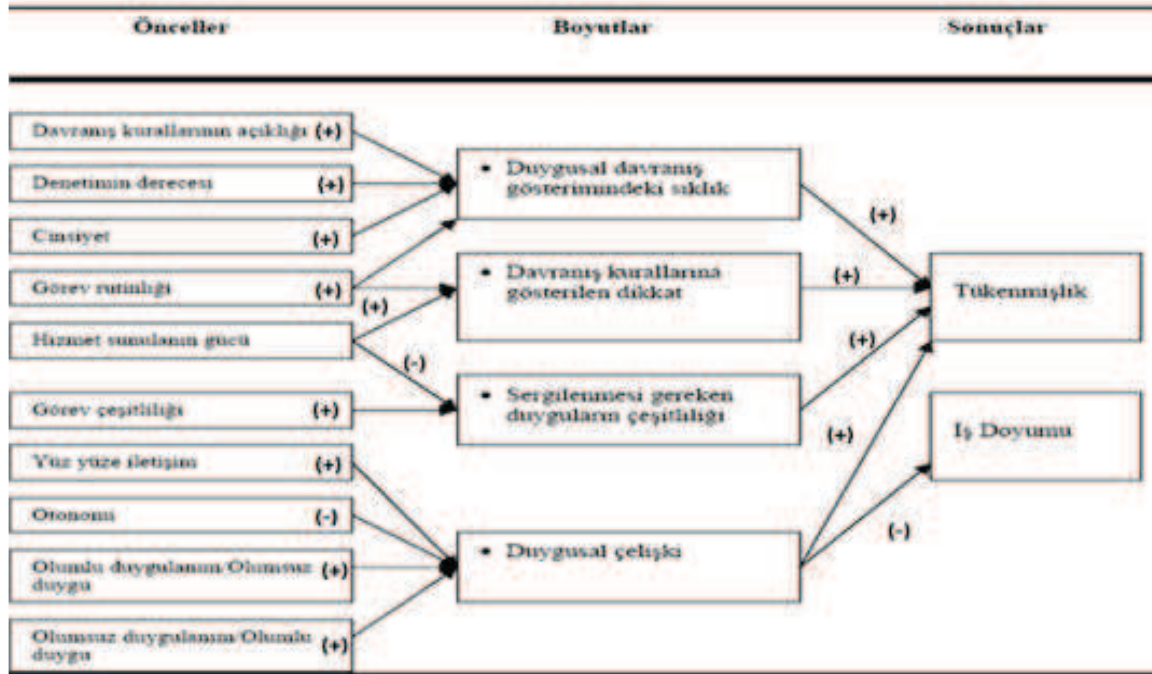 Önceller Boyutlar Sonuçlar
Davranış kurallarının açıklığı (+)
Denetimin derecesi (+)
Cinsiyet (+)
Görev rutinliği (+)
(+)
Hizmet sunulanın gücü
(-)
Görev çeşitliliği (+)
Yüz yüze iletişim (+)
Otonomi (-)
Olumlu duygulanım/Olumsuz (+)
duygu
Olumsuz duygulanım/Olumlu (+)
duygu
• Duygusal davranış
gösterimindeki sıklık
• Davranış kurallarına
gösterilen dikkat
• Sergilenmesi gereken
duyguların çeşitliliği
• Duygusal çelişki
(+)
(+)
(+)
(+)
(-)
Tükenmişlik
İş Doyumu